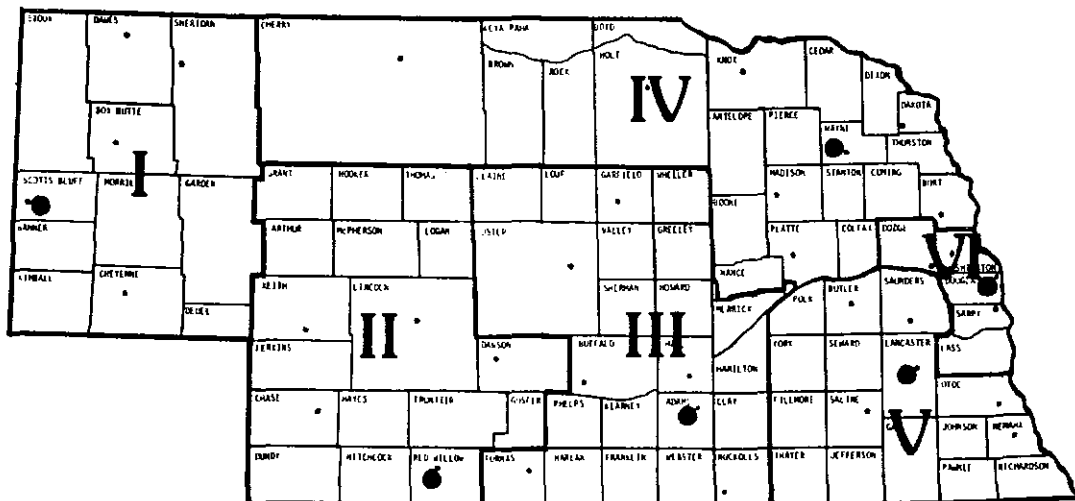 SIOUX DAWES SHERIDAN CHERRY KEYA PAHA BOYD
BROWN ROCK HOLT KNOX CEDAR DIXON
DAKOTA
IV
BOX BUTTE ANTELOPE PIERCE WAYNE THURSTON
I
SCOTTS BLUFF MORRILL GARDEN GRANT HOOKER THOMAS BLAINE LOUP GARFIELD WHEELER MADISON STANTON CUMING BURT
BOONE
BANNER ARTHUR McPHERSON LOGAN CUSTER VALLEY GREELEY PLATTE COLFAX DODGE
VI
KIMBALL CHEYENNE KEITH LINCOLN SHERMAN HOWARD NANCE BUTLER SAUNDERS WASHINGTON
DOUGLAS
DEUEL MERRICK POLK SARPY
II III
PERKINS DAWSON BUFFALO HAMILTON YORK SEWARD LANCASTER CASS
OTOE
CHASE HAYES FRONTIER GOSPER PHELPS KEARNEY ADAMS CLAY FILLMORE SALINE
V
JOHNSON NEMAHA
DUNDY HITCHCOCK RED WILLOW FURNAS HARLAN FRANKLIN WEBSTER NUCKOLLS THAYER JEFFERSON PAWNEE RICHARDSON